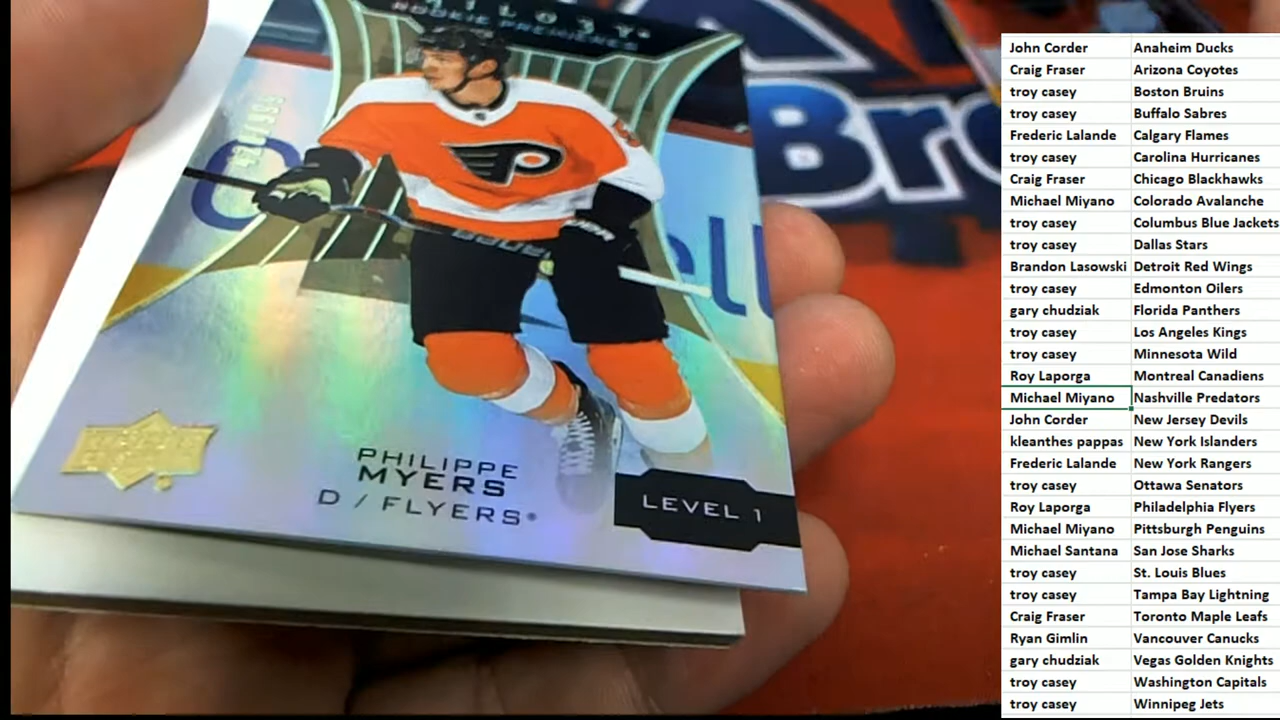 ROOKIE PREMIERES
PHILIPPE
MYERS
D / FLYERS
LEVEL 1
Bro
John Corder Anaheim Ducks
Craig Fraser Arizona Coyotes
troy casey Boston Bruins
troy casey Buffalo Sabres
Frederic Lalande Calgary Flames
troy casey Carolina Hurricanes
Craig Fraser Chicago Blackhawks
Michael Miyano Colorado Avalanche
troy casey Columbus Blue Jackets
troy casey Dallas Stars
Brandon Lasowski Detroit Red Wings
troy casey Edmonton Oilers
gary chudziak Florida Panthers
troy casey Los Angeles Kings
troy casey Minnesota Wild
Roy Laporga Montreal Canadiens
Michael Miyano Nashville Predators
John Corder New Jersey Devils
kleanthes pappas New York Islanders
Frederic Lalande New York Rangers
troy casey Ottawa Senators
Roy Laporga Philadelphia Flyers
Michael Miyano Pittsburgh Penguins
Michael Santana San Jose Sharks
troy casey St. Louis Blues
troy casey Tampa Bay Lightning
Craig Fraser Toronto Maple Leafs
Ryan Gimlin Vancouver Canucks
gary chudziak Vegas Golden Knights
troy casey Washington Capitals
troy casey Winnipeg Jets